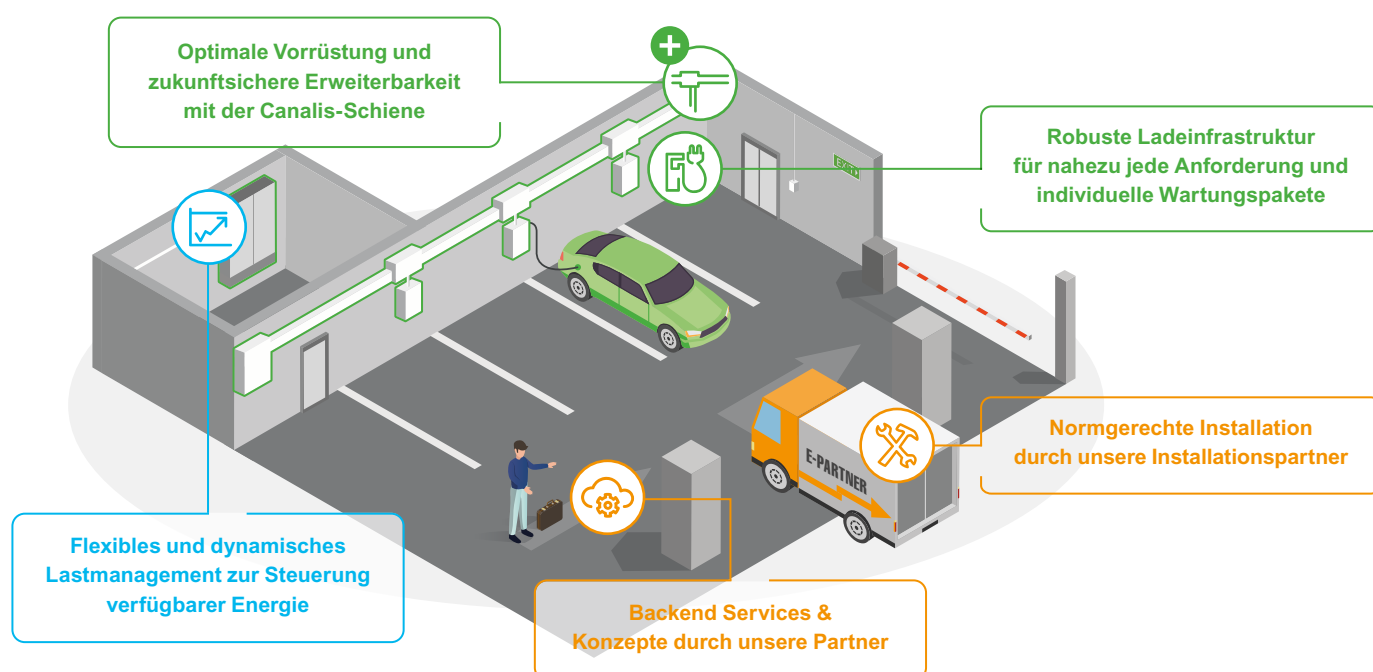 Optimale Vorrüstung und
zukunftsichere Erweiterbarkeit
mit der Canalis-Schiene
Robuste Ladeinfrastruktur
für nahezu jede Anforderung und
individuelle Wartungspakete
EXIT
Normgerechte Installation
durch unsere Installationspartner
E-PARTNER
Flexibles und dynamisches
Lastmanagement zur Steuerung
verfügbarer Energie
Backend Services &
Konzepte durch unsere Partner